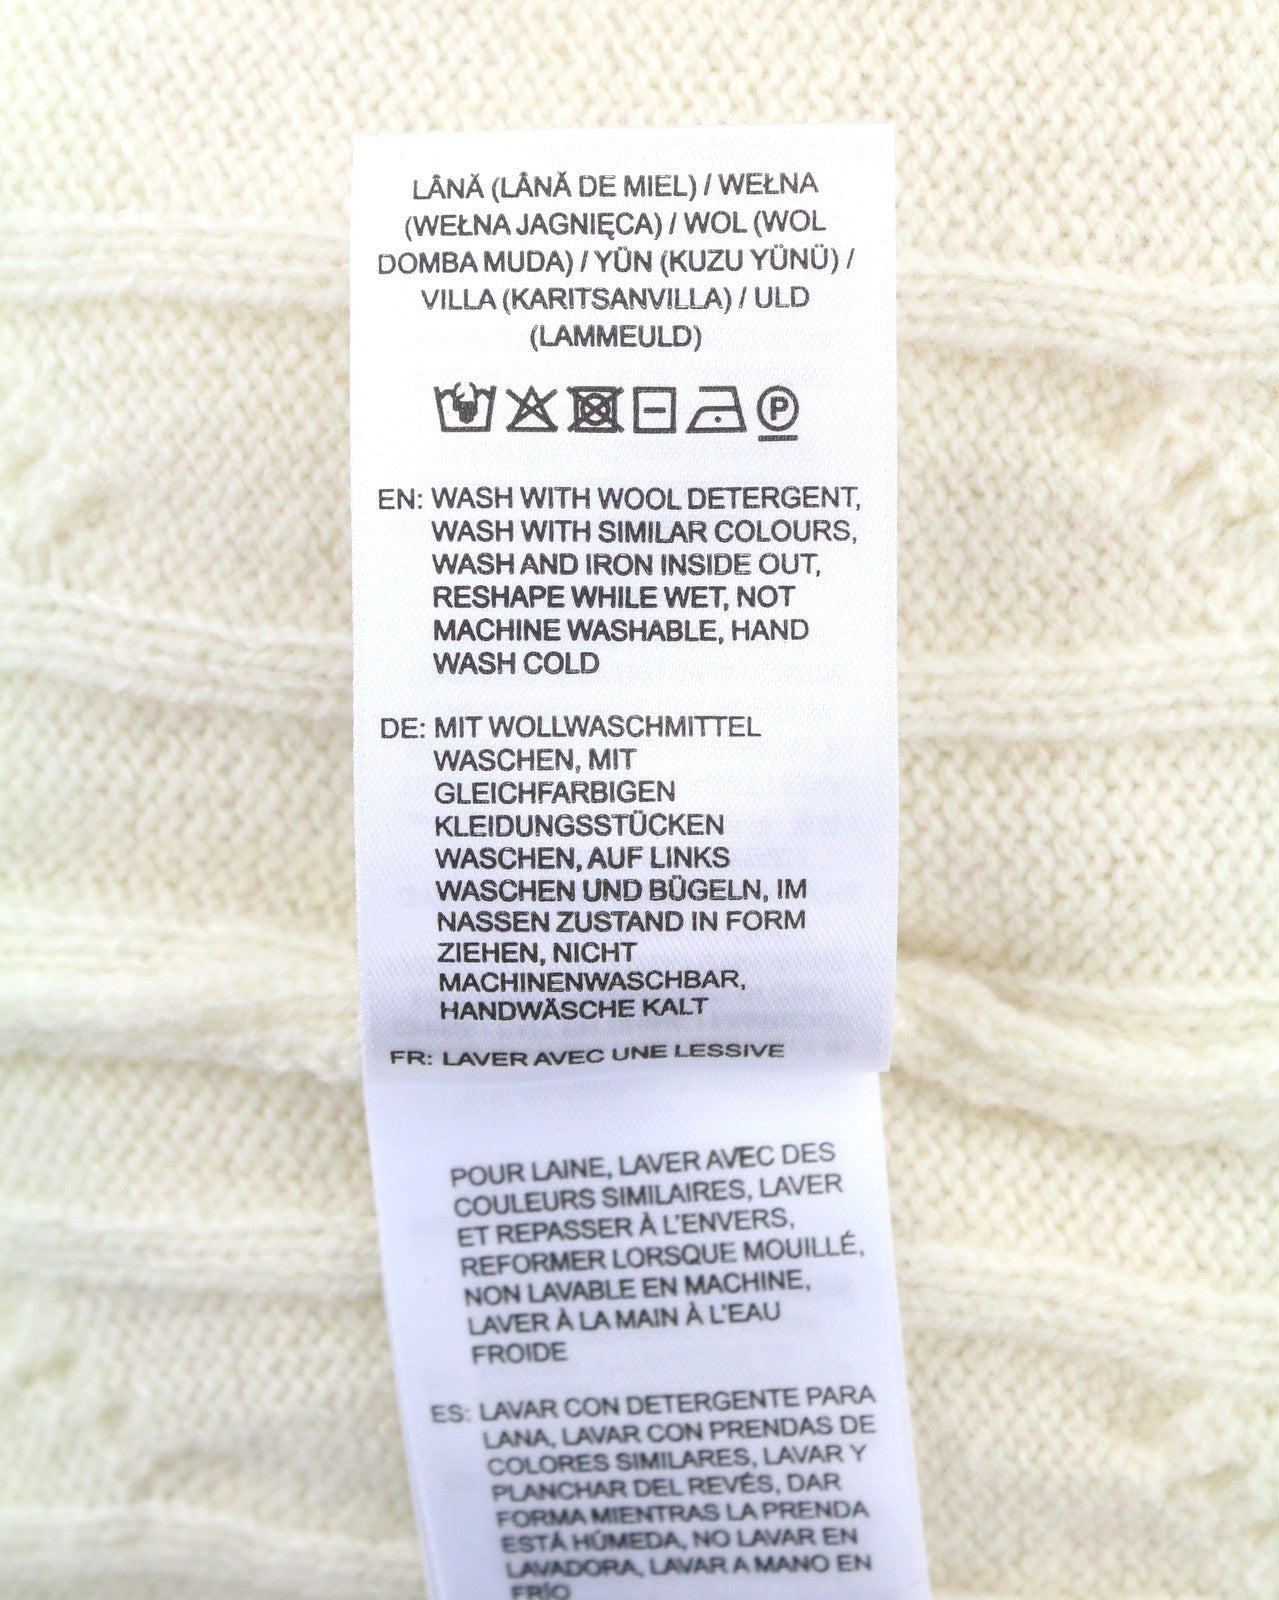 LÂNĂ (LÂNĂ DE MIEL) / WEŁNA
(WEŁNA JAGNIĘCA) / WOL (WOL
DOMBA MUDA) / YÜN (KUZU YÜNÜ) /
VILLA (KARITSANVILLA) / ULD
(LAMMEULD)
P
EN: WASH WITH WOOL DETERGENT,
WASH WITH SIMILAR COLOURS,
WASH AND IRON INSIDE OUT,
RESHAPE WHILE WET, NOT
MACHINE WASHABLE, HAND
WASH COLD
DE: MIT WOLLWASCHMITTEL
WASCHEN, MIT
GLEICHFARBIGEN
KLEIDUNGSSTÜCKEN
WASCHEN, AUF LINKS
WASCHEN UND BÜGELN, IM
NASSEN ZUSTAND IN FORM
ZIEHEN, NICHT
MACHINENWASCHBAR,
HANDWÄSCHE KALT
FR: LAVER AVEC UNE LESSIVE
POUR LAINE, LAVER AVEC DES
COULEURS SIMILAIRES, LAVER
ET REPASSER À L'ENVERS,
REFORMER LORSQUE MOUILLÉ,
NON LAVABLE EN MACHINE,
LAVER À LA MAIN À L'EAU
FROIDE
ES: LAVAR CON DETERGENTE PARA
LANA, LAVAR CON PRENDAS DE
COLORES SIMILARES, LAVAR Y
PLANCHAR DEL REVÉS, DAR
FORMA MIENTRAS LA PRENDA
ESTÁ HÚMEDA, NO LAVAR EN
LAVADORA, LAVAR A MANO EN
FRÍO